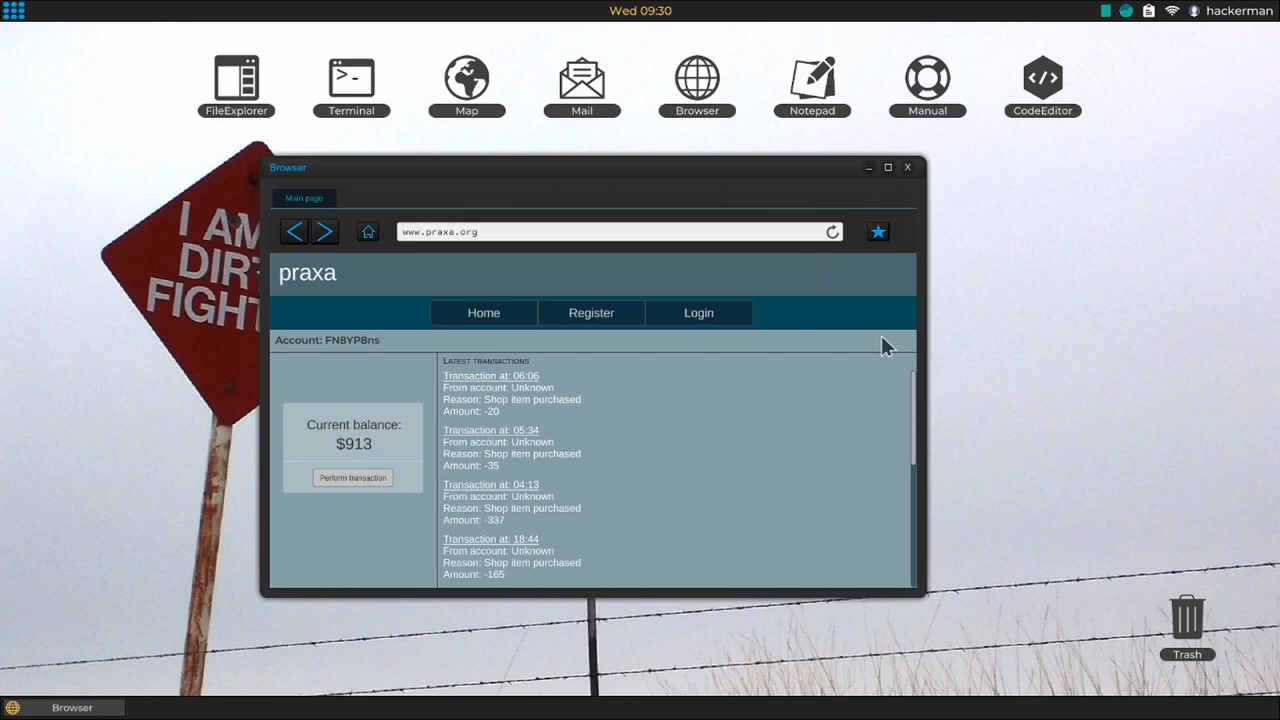 Wed 09:30
hackerman
FileExplorer
Terminal
Map
Mail
Browser
Notepad
Manual
CodeEditor
I AM
DIRT
FIGHT
Browser
Main page
www.praxa.org
praxa
Home
Register
Login
Account: FN8YP8ns
Current balance:
$913
Perform transaction
LATEST TRANSACTIONS
Transaction at: 06:06
From account: Unknown
Reason: Shop item purchased
Amount: -20
Transaction at: 05:34
From account: Unknown
Reason: Shop item purchased
Amount: -35
Transaction at: 04:13
From account: Unknown
Reason: Shop item purchased
Amount: -337
Transaction at: 18:44
From account: Unknown
Reason: Shop item purchased
Amount: -165
Trash
Browser